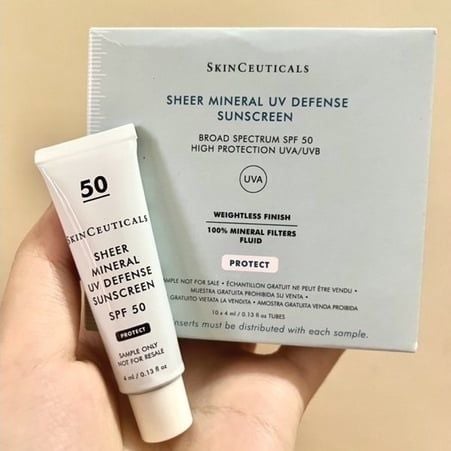 SKINCEUTICALS
SHEER MINERAL UV DEFENSE
SUNSCREEN
BROAD SPECTRUM SPF 50
HIGH PROTECTION UVA/UVB
UVA
WEIGHTLESS FINISH
100% MINERAL FILTERS
FLUID
PROTECT
SAMPLE NOT FOR SALE • ÉCHANTILLON GRATUIT NE PEUT ÊTRE VENDU •
MUESTRA GRATUITA PROHIBIDA SU VENTA •
GRATUITO VIETATA LA VENDITA • AMOSTRA GRATUITA VENDA PROIBIDA
10 x 4 ml / 0.13 fl.oz TUBES
inserts must be distributed with each sample.
50
SKINCEUTICALS
SHEER
MINERAL
UV DEFENSE
SUNSCREEN
SPF 50
PROTECT
SAMPLE ONLY
NOT FOR RESALE
4 ml / 0.13 fl oz